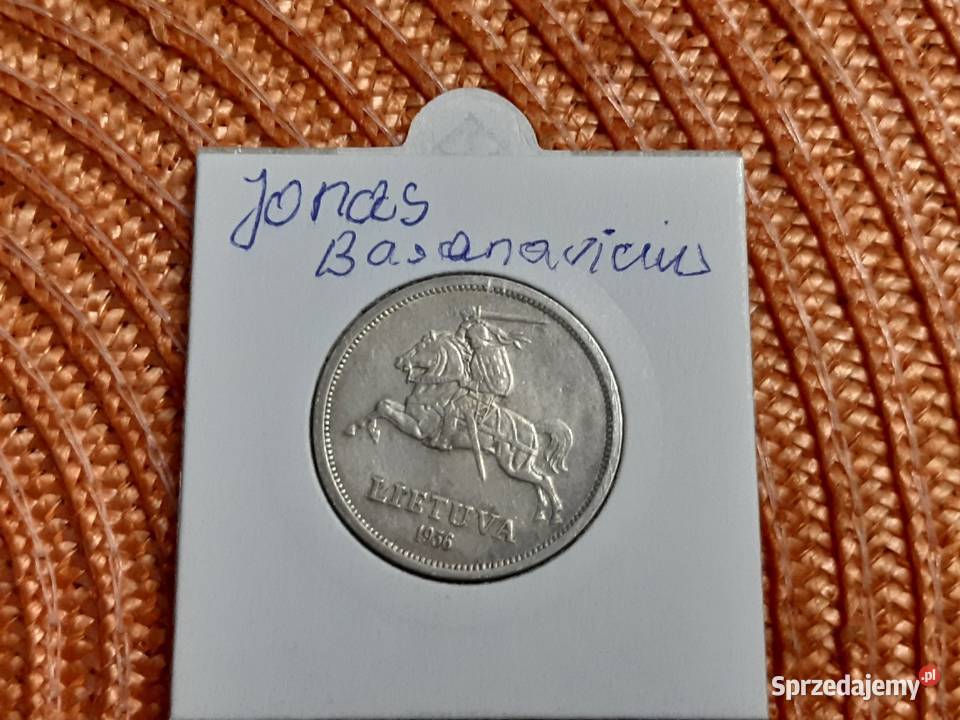 Jonas
Basanavicius
LIETUVA
1936
Sprzedajemy.pl